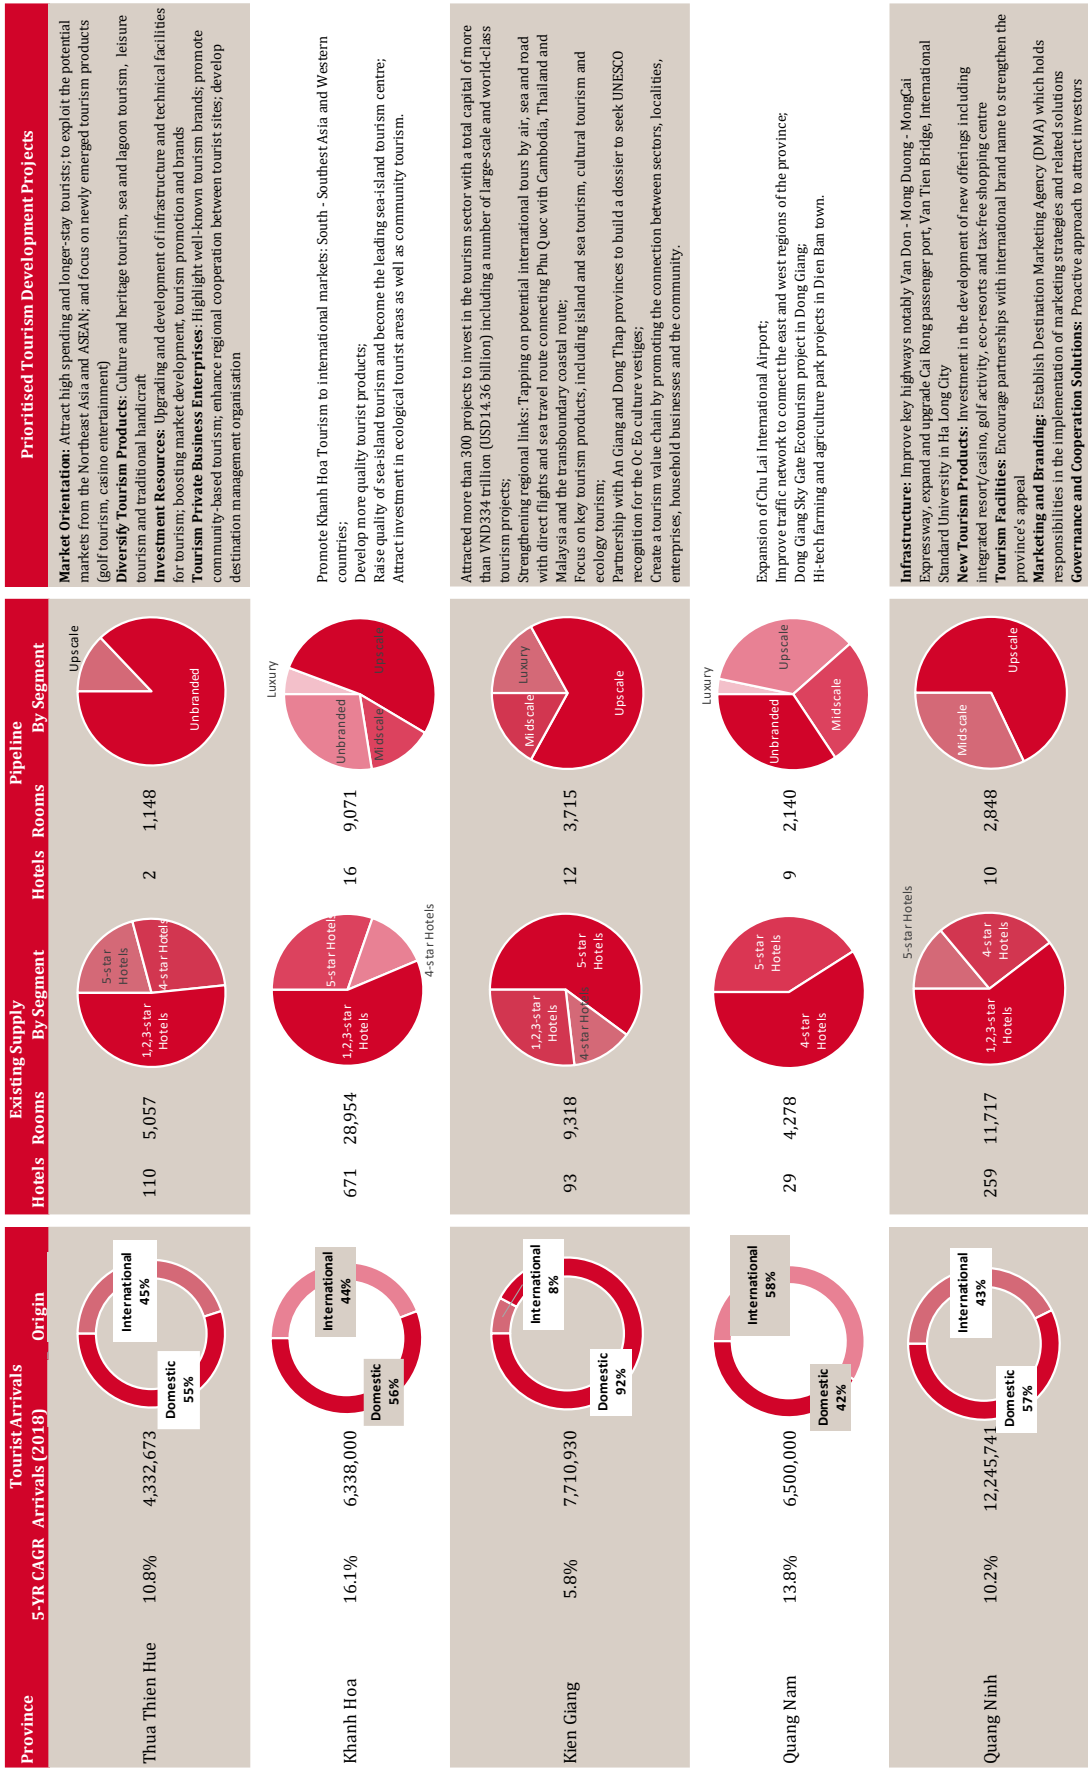 Province
Tourist Arrivals
5-YR CAGR
Arrivals (2018)
Origin
Existing Supply
Hotels
Rooms
By Segment
Pipeline
Hotels
Rooms
By Segment
Prioritised Tourism Development Projects
Thua Thien Hue
10.8%
4,332,673
Domestic
55%
International
45%
110
5,057
1,2,3-star
Hotels
4-star Hotels
5-star
Hotels
2
1,148
Unbranded
Upscale
Market Orientation: Attract high spending and longer-stay tourists; to exploit the potential
markets from the Northeast Asia and ASEAN; and focus on newly emerged tourism products
(golf tourism, casino entertainment)
Diversify Tourism Products: Culture and heritage tourism, sea and lagoon tourism, leisure
tourism and traditional handicraft
Investment Resources: Upgrading and development of infrastructure and technical facilities
for tourism; boosting market development, tourism promotion and brands
Tourism Private Business Enterprises: Highlight well-known tourism brands; promote
community-based tourism; enhance regional cooperation between tourist sites; develop
destination management organisation
Khanh Hoa
16.1%
6,338,000
Domestic
56%
International
44%
671
28,954
1,2,3-star
Hotels
4-star Hotels
5-star Hotels
16
9,071
Unbranded
Midscale
Upscale
Luxury
Promote Khanh Hoa Tourism to international markets: South - Southest Asia and Western
countries;
Develop more quality tourist products;
Raise quality of sea-island tourism and become the leading sea-island tourism centre;
Attract investment in ecological tourist areas as well as community tourism.
Kien Giang
5.8%
7,710,930
Domestic
92%
International
8%
93
9,318
1,2,3-star
Hotels
4-star Hotels
5-star
Hotels
12
3,715
Midscale
Upscale
Luxury
Attracted more than 300 projects to invest in the tourism sector with a total capital of more
than VND334 trillion (USD14.36 billion) including a number of large-scale and world-class
tourism projects;
Strengthening regional links: Tapping on potential international tours by air, sea and road
with direct flights and sea travel route connecting Phu Quoc with Cambodia, Thailand and
Malaysia and the transboundary coastal route;
Focus on key tourism products, including island and sea tourism, cultural tourism and
ecology tourism;
Partnership with An Giang and Dong Thap provinces to build a dossier to seek UNESCO
recognition for the Oc Eo culture vestiges;
Create a tourism value chain by promoting the connection between sectors, localities,
enterprises, household businesses and the community.
Quang Nam
13.8%
6,500,000
Domestic
42%
International
58%
29
4,278
4-star
Hotels
5-star
Hotels
9
2,140
Unbranded
Midscale
Upscale
Luxury
Expansion of Chu Lai International Airport;
Improve traffic network to connect the east and west regions of the province;
Dong Giang Sky Gate Ecotourism project in Dong Giang;
Hi-tech farming and agriculture park projects in Dien Ban town.
Quang Ninh
10.2%
12,245,741
Domestic
57%
International
43%
259
11,717
1,2,3-star
Hotels
4-star
Hotels
5-star Hotels
10
2,848
Midscale
Upscale
Infrastructure: Improve key highways notably Van Don - Mong Duong - MongCai
Expressway, expand and upgrade Cai Rong passenger port, Van Tien Bridge, International
Standard University in Ha Long City
New Tourism Products: Investment in the development of new offerings including
integrated resort/casino, golf activity, eco-resorts and tax-free shopping centre
Tourism Facilities: Encourage partnerships with international brand name to strengthen the
province's appeal
Marketing and Branding: Establish Destination Marketing Agency (DMA) which holds
responsibilities in the implementation of marketing strategies and related solutions
Governance and Cooperation Solutions: Proactive approach to attract investors